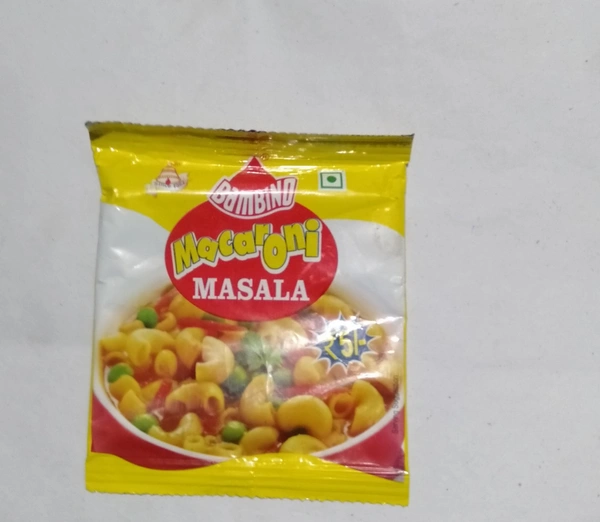 BAMBINO
Macaroni
MASALA
₹5/-